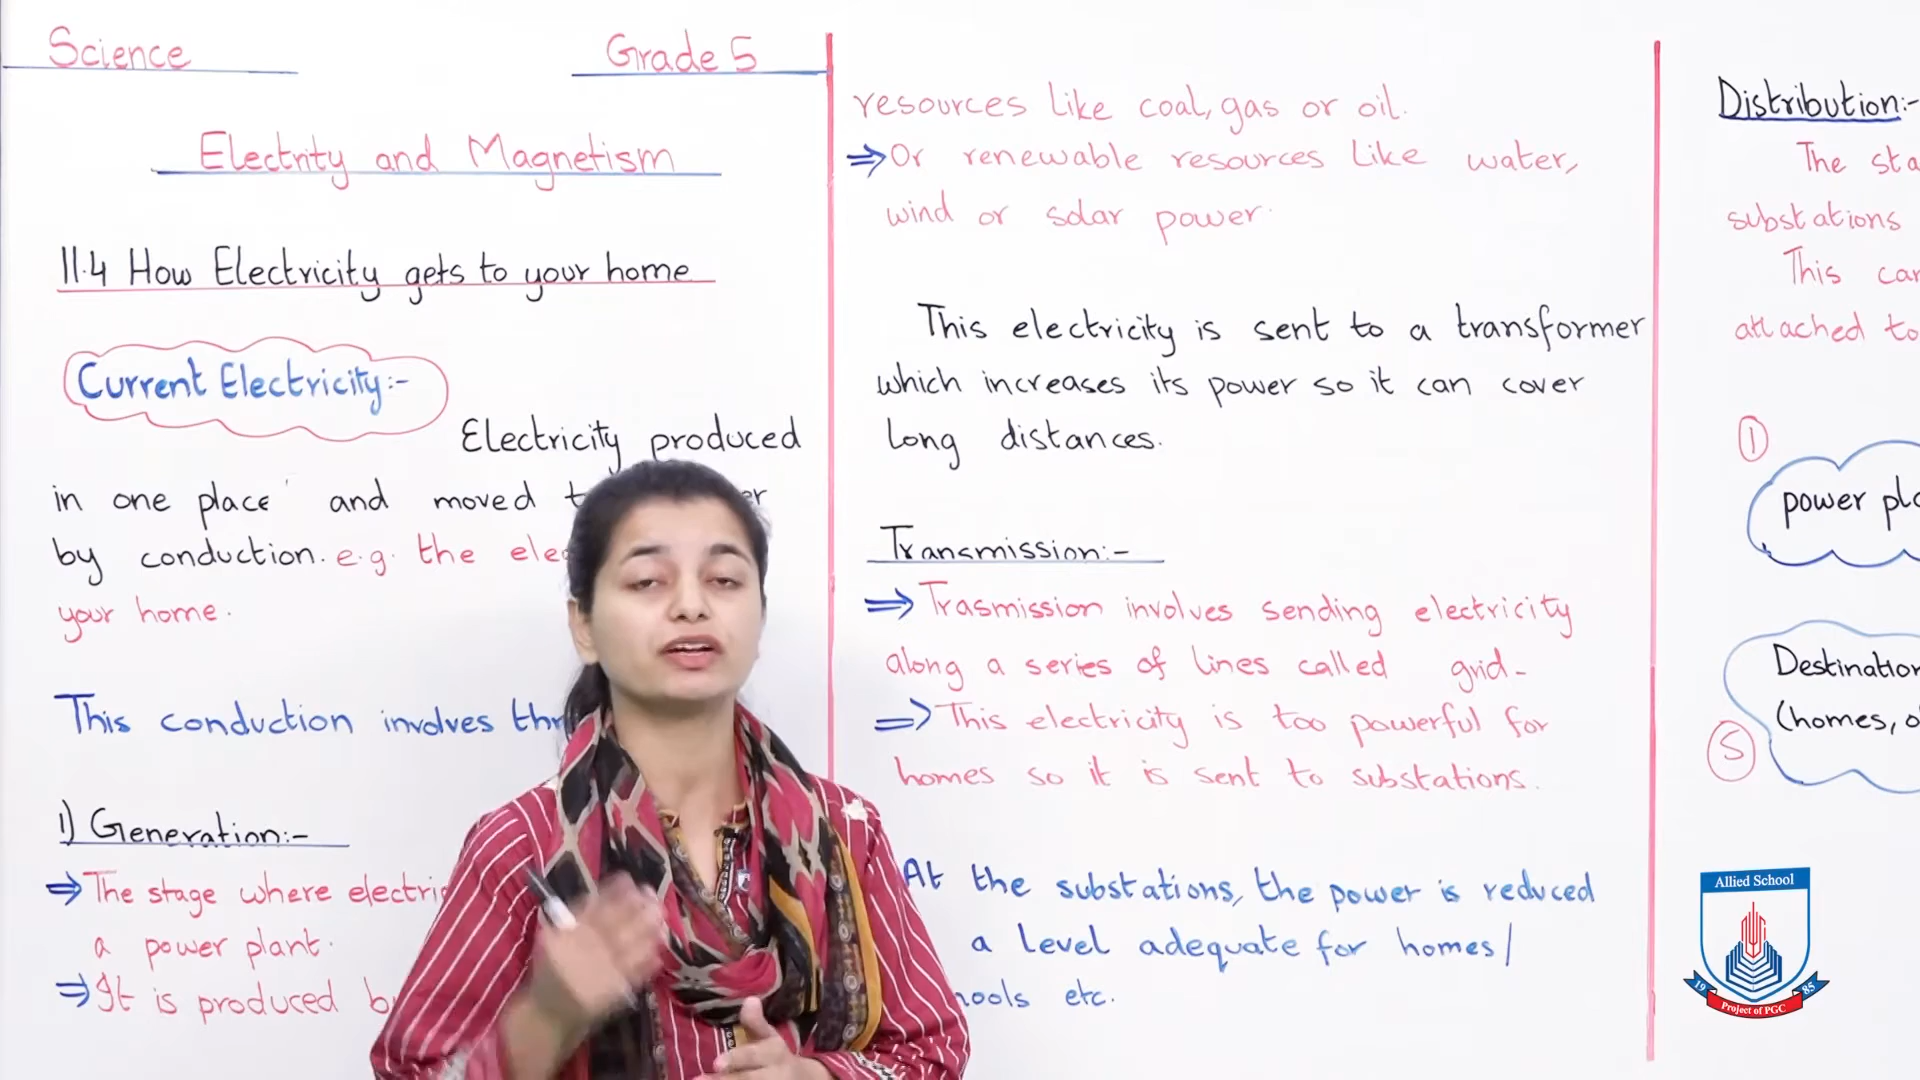 Science
Grade 5
Electrity and Magnetism
11.4 How Electricity gets to your home
Current Electricity:-
Electricity produced
in one place and moved
by conduction. e.g. the
your home.
This conduction involves
1) Generation:-
⇒ The stage where
a power plant.
⇒ It is produced
resources like coal, gas or oil.
⇒ Or renewable resources like water,
wind or solar power.
This electricity is sent to a transformer
which increases its power so it can cover
long distances.
Transmission:-
⇒ Trasmission involves sending electricity
along a series of lines called grid-
⇒ This electricity is too powerful for
homes so it is sent to substations.
At the substations, the power is reduced
a level adequate for homes/
etc.
Distribution:-
The
substations
This
attached to
1
power
Destination
(homes,
5
Allied School
19 85
Project of PGC